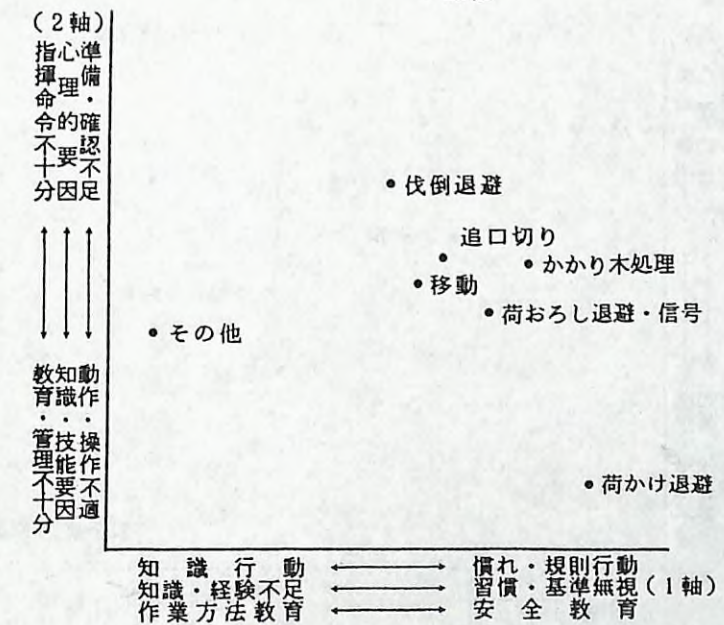 (2軸)
準備・確認不足
心理的要因
指揮命令不十分
動作・操作不適
知識・技能要因
教育・管理不十分
伐倒退避
追口切り
かかり木処理
移動
荷おろし退避・信号
その他
荷かけ退避
知識行動 ←→ 慣れ・規則行動
知識・経験不足 ←→ 習慣・基準無視(1軸)
作業方法教育 ←→ 安全教育